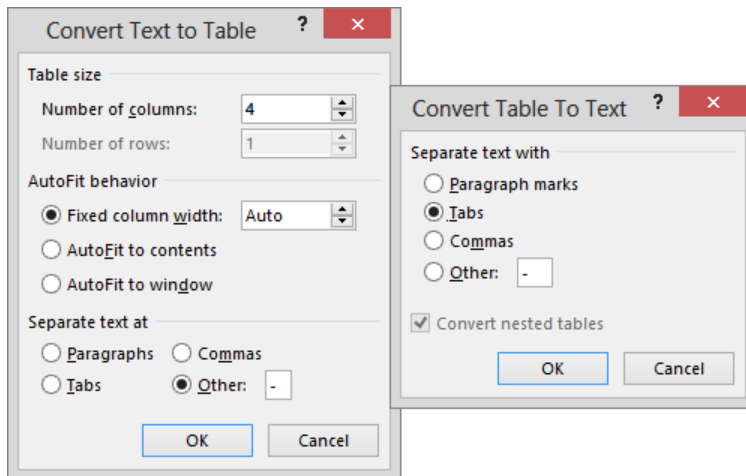 Convert Text to Table ? ×
Table size
Number of columns: 4
Number of rows: 1
AutoFit behavior
Fixed column width: Auto
AutoFit to contents
AutoFit to window
Separate text at
Paragraphs Commas
Tabs Other: -
OK Cancel
Convert Table To Text ? ×
Separate text with
Paragraph marks
Tabs
Commas
Other: -
Convert nested tables
OK Cancel